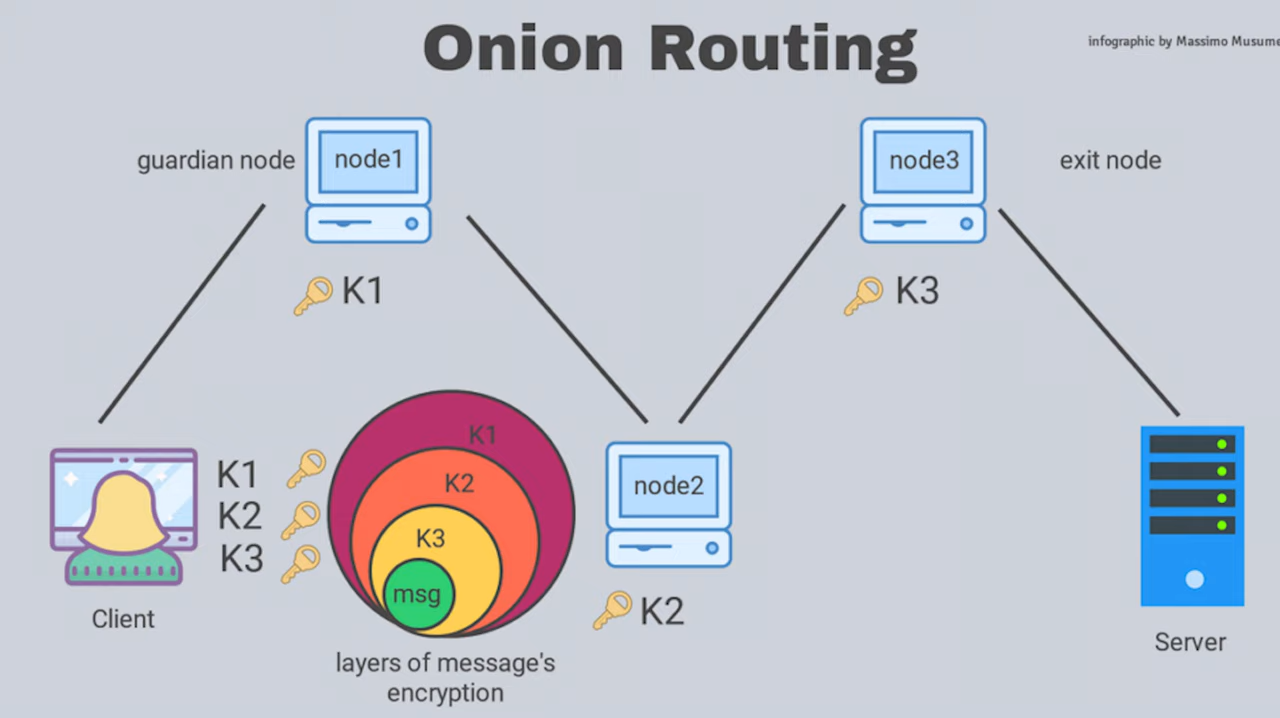 Onion Routing
infographic by Massimo Musume
guardian node
node1
node3
exit node
K1
K3
K1
K2
K3
K1
K2
K3
msg
node2
K2
Client
layers of message's
encryption
Server